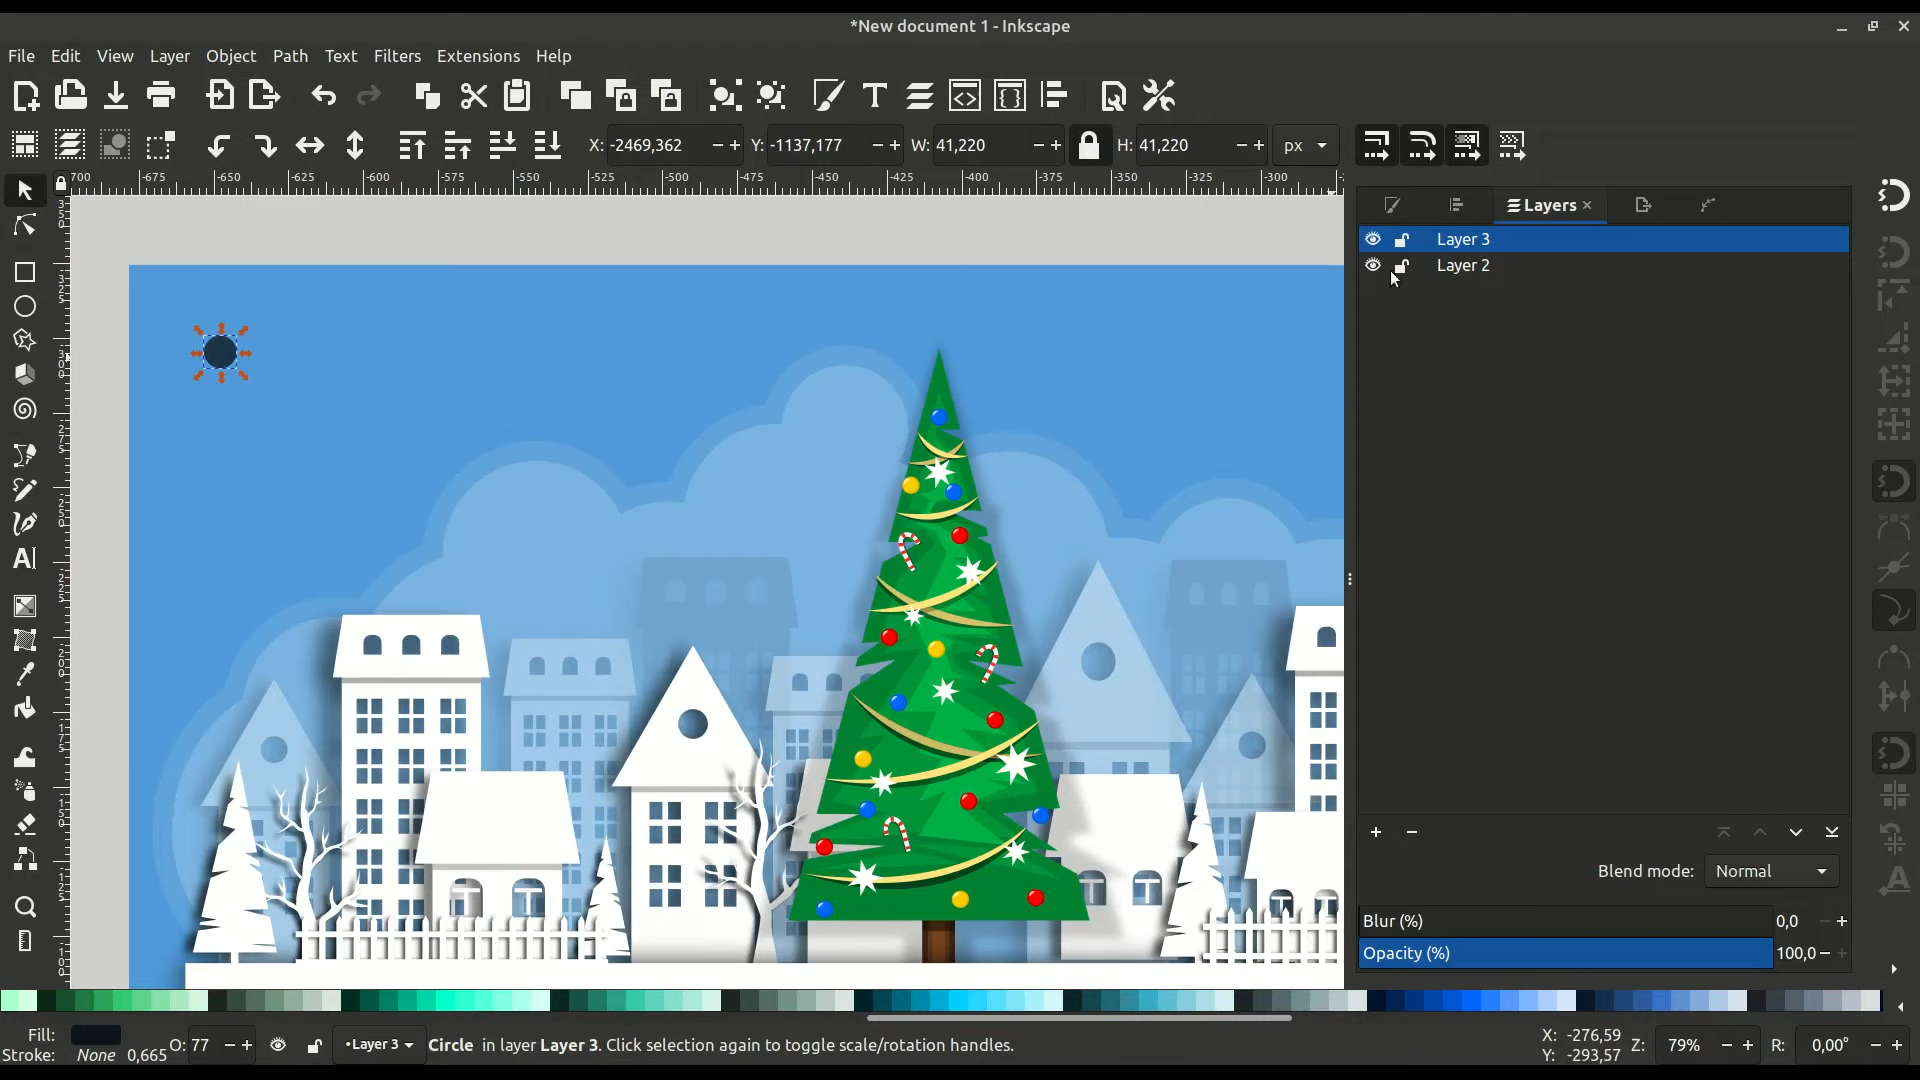 *New document 1 - Inkscape
File Edit View Layer Object Path Text Filters Extensions Help
X: -2469,362 - + Y: -1137,177 - + W: 41,220 - + H: 41,220 - + px
700 -675 -650 -625 -600 -575 -550 -525 -500 -475 -450 -425 -400 -375 -350 -325 -300
Layers ×
Layer 3
Layer 2
Blend mode: Normal
Blur (%) 0,0 - +
Opacity (%) 100,0 - +
Fill:
Stroke: None 0,665 O: 77 - + •Layer 3 Circle in layer Layer 3. Click selection again to toggle scale/rotation handles.
X: -276,59
Y: -293,57
Z: 79% - + R: 0,00° - +